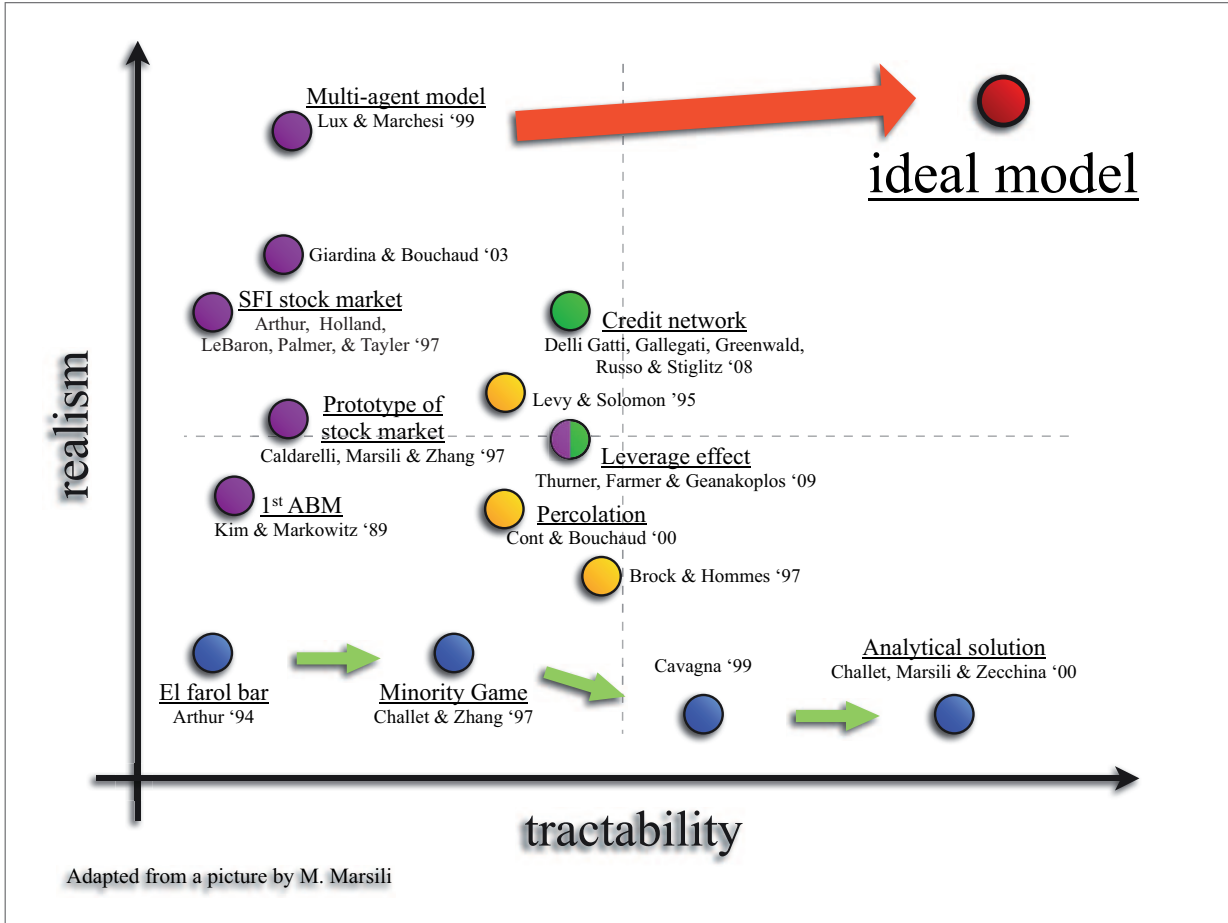 Multi-agent model
Lux & Marchesi ‘99
ideal model
Giardina & Bouchaud ‘03
SFI stock market
Arthur, Holland,
LeBaron, Palmer, & Tayler ‘97
Credit network
Delli Gatti, Gallegati, Greenwald,
Russo & Stiglitz ‘08
Levy & Solomon ’95
Prototype of
stock market
Caldarelli, Marsili & Zhang ‘97
Leverage effect
Thurner, Farmer & Geanakoplos ‘09
1st ABM
Kim & Markowitz ‘89
Percolation
Cont & Bouchaud ‘00
Brock & Hommes ‘97
El farol bar
Arthur ‘94
Minority Game
Challet & Zhang ‘97
Cavagna ‘99
Analytical solution
Challet, Marsili & Zecchina ‘00
realism
tractability
Adapted from a picture by M. Marsili